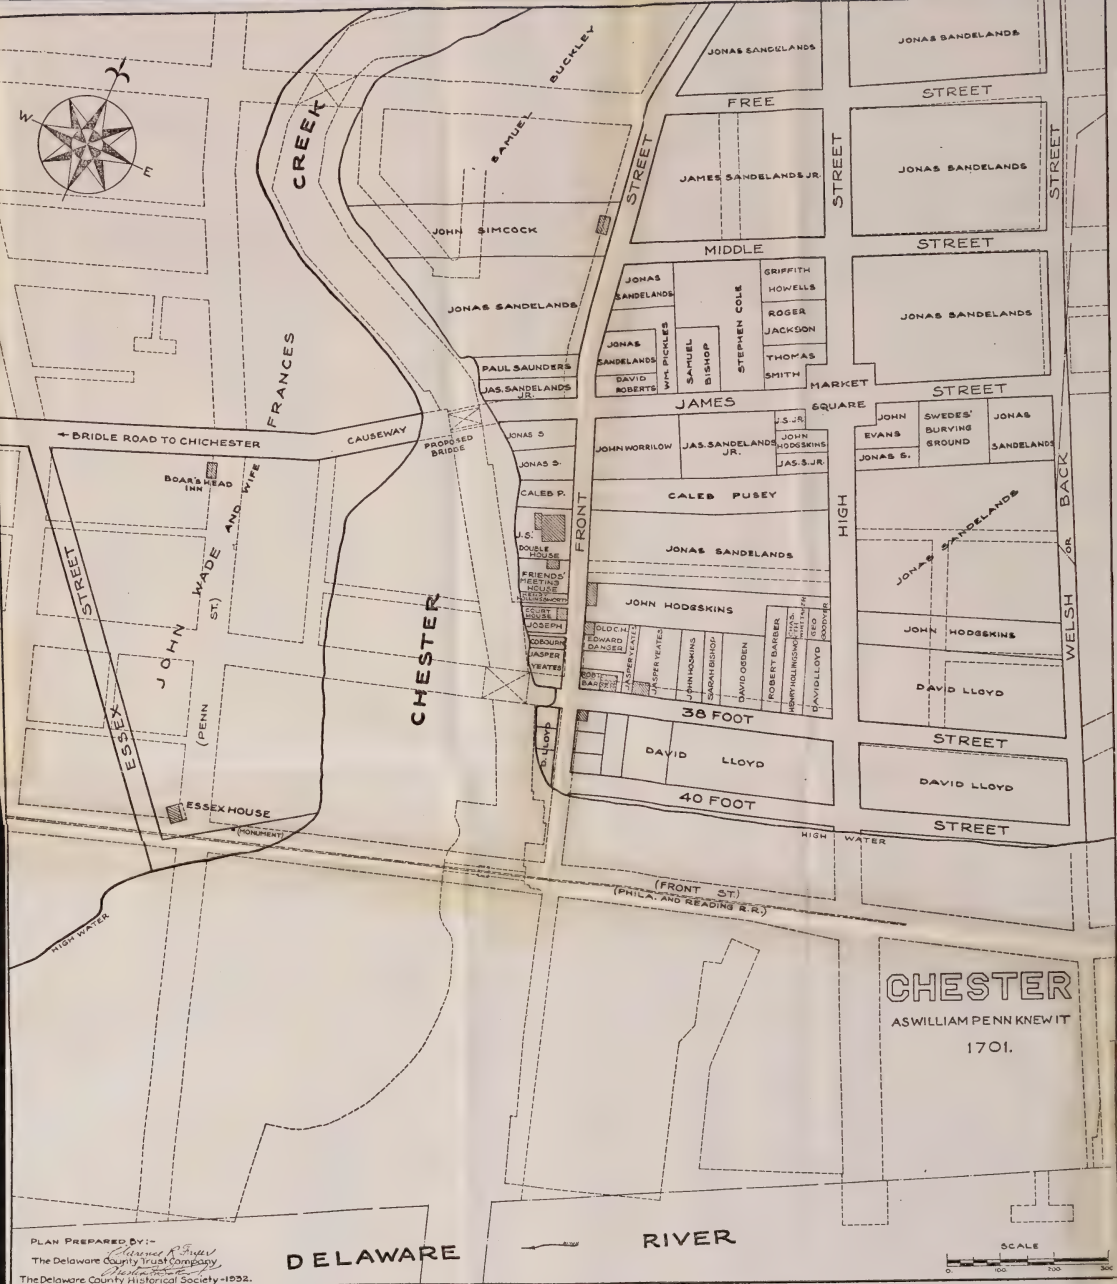 W
E
CREEK
SAMUEL BUCKLEY
JOHN SIMCOCK
JONAS SANDELANDS
PAUL SAUNDERS
JAS. SANDELANDS
JR.
JONAS SANDELANDS
JONAS SANDELANDS
FREE STREET
STREET
STREET
STREET
JAMES SANDELANDS JR.
JONAS SANDELANDS
MIDDLE STREET
JONAS
SANDELANDS
JONAS
SANDELANDS
DAVID
ROBERTS
WM. PICKLES
SAMUEL
BISHOP
STEPHEN COLE
GRIFFITH
HOWELLS
ROGER
JACKSON
THOMAS
SMITH
JONAS SANDELANDS
MARKET
SQUARE
JAMES STREET
FRANCES
← BRIDLE ROAD TO CHICHESTER
CAUSEWAY
PROPOSED
BRIDGE
BOAR'S HEAD
INN
JOHN WADE AND WIFE
(PENN ST.)
ESSEX STREET
ESSEX HOUSE
(MONUMENT)
HIGH WATER
CHESTER
JONAS S
JONAS S.
CALEB P.
J.S.
DOUBLE
HOUSE
FRIENDS'
MEETING
HOUSE
COURT
HOUSE
JOSEPH
COBOURN
JASPER
YEATES
D. LLOYD
FRONT
JOHN WORRILOW
JAS. SANDELANDS
JR.
J.S. JR.
JOHN
HODGSKINS
JAS. S. JR.
CALEB PUSEY
JONAS SANDELANDS
JOHN HODGSKINS
OLD C.H.
EDWARD
DANGER
JASPER YEATES
JASPER YEATES
JOHN HOSKINS
SARAH BISHOP
DAVID OGDEN
ROBERT BARBER
HENRY HOLLINGSWORTH
DAVID LLOYD
GEO
GOODYER
HIGH
JOHN
EVANS
JONAS S.
SWEDES'
BURYING
GROUND
JONAS
SANDELANDS
JONAS SANDELANDS
JOHN HODGSKINS
DAVID LLOYD
WELSH OR BACK
38 FOOT STREET
DAVID LLOYD
DAVID LLOYD
40 FOOT STREET
HIGH WATER
(FRONT ST.)
(PHILA. AND READING R.R.)
CHESTER
AS WILLIAM PENN KNEW IT
1701.
PLAN PREPARED BY:-
Clarence R. Fryer
The Delaware County Trust Company,
The Delaware County Historical Society-1932.
DELAWARE RIVER
SCALE
0 100 200 300